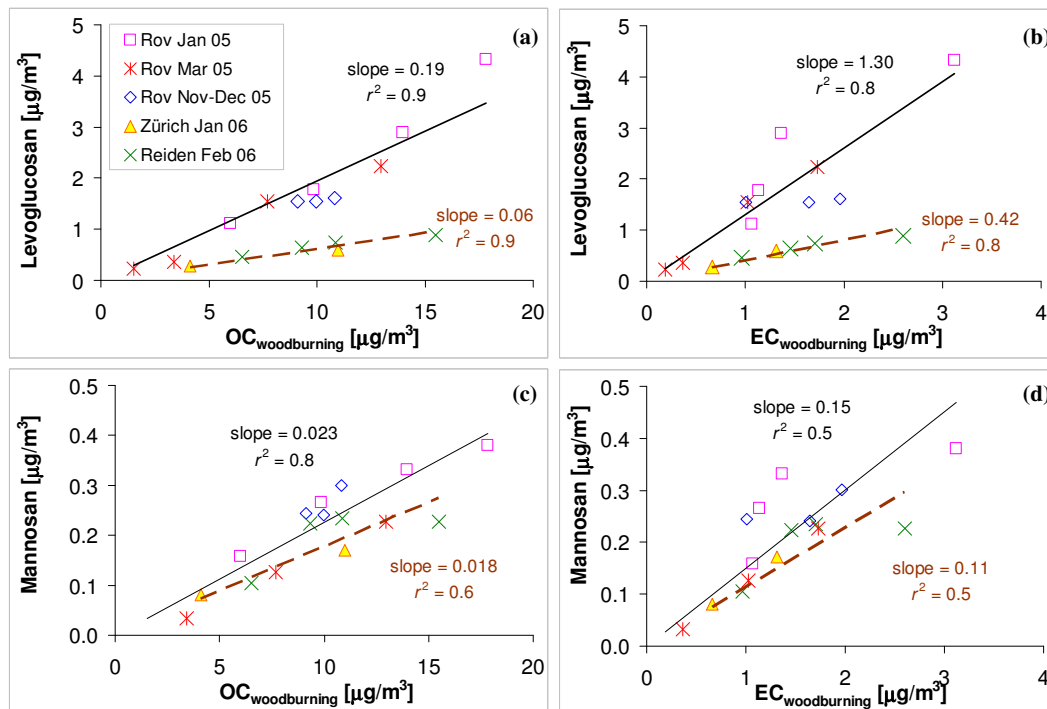 (a)
Rov Jan 05
Rov Mar 05
Rov Nov-Dec 05
Zürich Jan 06
Reiden Feb 06
slope = 0.19
r² = 0.9
slope = 0.06
r² = 0.9
Levoglucosan [μg/m³]
5
4
3
2
1
0
0 5 10 15 20
OCwoodburning [μg/m³]
(b)
slope = 1.30
r² = 0.8
slope = 0.42
r² = 0.8
Levoglucosan [μg/m³]
5
4
3
2
1
0
0 1 2 3 4
ECwoodburning [μg/m³]
(c)
slope = 0.023
r² = 0.8
slope = 0.018
r² = 0.6
Mannosan [μg/m³]
0.5
0.4
0.3
0.2
0.1
0.0
0 5 10 15 20
OCwoodburning [μg/m³]
(d)
slope = 0.15
r² = 0.5
slope = 0.11
r² = 0.5
Mannosan [μg/m³]
0.5
0.4
0.3
0.2
0.1
0.0
0 1 2 3 4
ECwoodburning [μg/m³]